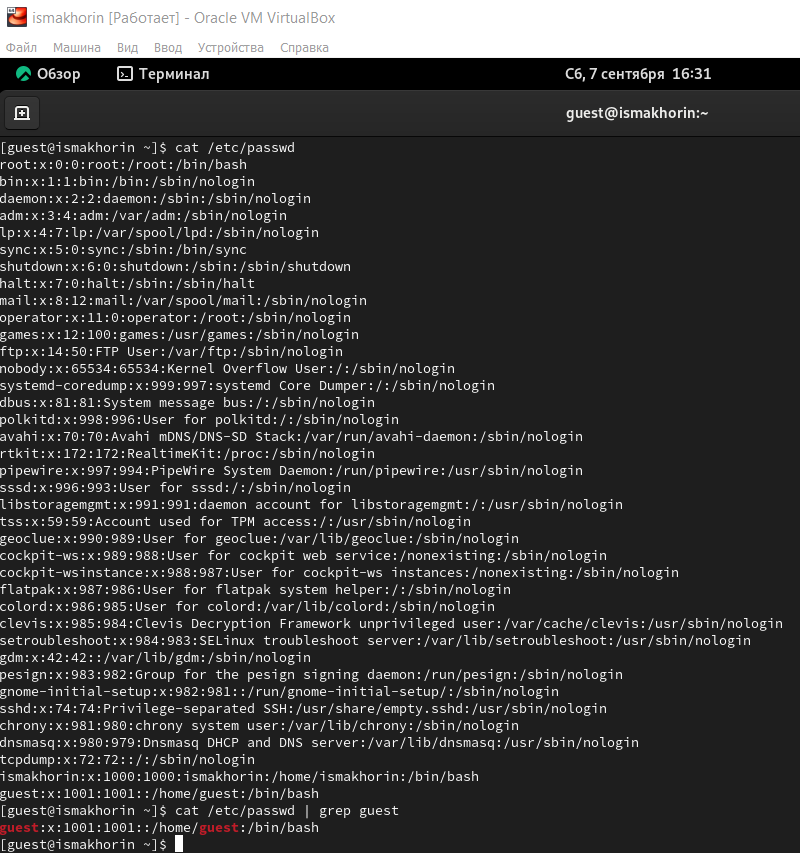 ismakhorin [Работает] - Oracle VM VirtualBox
Файл Машина Вид Ввод Устройства Справка
Обзор Терминал Сб, 7 сентября 16:31
guest@ismakhorin:~
[guest@ismakhorin ~]$ cat /etc/passwd
root:x:0:0:root:/root:/bin/bash
bin:x:1:1:bin:/bin:/sbin/nologin
daemon:x:2:2:daemon:/sbin:/sbin/nologin
adm:x:3:4:adm:/var/adm:/sbin/nologin
lp:x:4:7:lp:/var/spool/lpd:/sbin/nologin
sync:x:5:0:sync:/sbin:/bin/sync
shutdown:x:6:0:shutdown:/sbin:/sbin/shutdown
halt:x:7:0:halt:/sbin:/sbin/halt
mail:x:8:12:mail:/var/spool/mail:/sbin/nologin
operator:x:11:0:operator:/root:/sbin/nologin
games:x:12:100:games:/usr/games:/sbin/nologin
ftp:x:14:50:FTP User:/var/ftp:/sbin/nologin
nobody:x:65534:65534:Kernel Overflow User:/:/sbin/nologin
systemd-coredump:x:999:997:systemd Core Dumper:/:/sbin/nologin
dbus:x:81:81:System message bus:/:/sbin/nologin
polkitd:x:998:996:User for polkitd:/:/sbin/nologin
avahi:x:70:70:Avahi mDNS/DNS-SD Stack:/var/run/avahi-daemon:/sbin/nologin
rtkit:x:172:172:RealtimeKit:/proc:/sbin/nologin
pipewire:x:997:994:PipeWire System Daemon:/run/pipewire:/usr/sbin/nologin
sssd:x:996:993:User for sssd:/:/sbin/nologin
libstoragemgmt:x:991:991:daemon account for libstoragemgmt:/:/usr/sbin/nologin
tss:x:59:59:Account used for TPM access:/:/usr/sbin/nologin
geoclue:x:990:989:User for geoclue:/var/lib/geoclue:/sbin/nologin
cockpit-ws:x:989:988:User for cockpit web service:/nonexisting:/sbin/nologin
cockpit-wsinstance:x:988:987:User for cockpit-ws instances:/nonexisting:/sbin/nologin
flatpak:x:987:986:User for flatpak system helper:/:/sbin/nologin
colord:x:986:985:User for colord:/var/lib/colord:/sbin/nologin
clevis:x:985:984:Clevis Decryption Framework unprivileged user:/var/cache/clevis:/usr/sbin/nologin
setroubleshoot:x:984:983:SELinux troubleshoot server:/var/lib/setroubleshoot:/usr/sbin/nologin
gdm:x:42:42::/var/lib/gdm:/sbin/nologin
pesign:x:983:982:Group for the pesign signing daemon:/run/pesign:/sbin/nologin
gnome-initial-setup:x:982:981::/run/gnome-initial-setup/:/sbin/nologin
sshd:x:74:74:Privilege-separated SSH:/usr/share/empty.sshd:/usr/sbin/nologin
chrony:x:981:980:chrony system user:/var/lib/chrony:/sbin/nologin
dnsmasq:x:980:979:Dnsmasq DHCP and DNS server:/var/lib/dnsmasq:/usr/sbin/nologin
tcpdump:x:72:72::/:/sbin/nologin
ismakhorin:x:1000:1000:ismakhorin:/home/ismakhorin:/bin/bash
guest:x:1001:1001::/home/guest:/bin/bash
[guest@ismakhorin ~]$ cat /etc/passwd | grep guest
guest:x:1001:1001::/home/guest:/bin/bash
[guest@ismakhorin ~]$